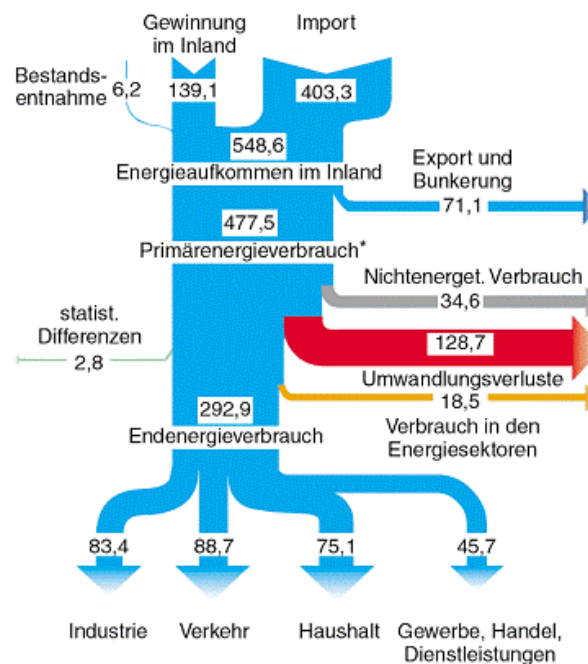 Gewinnung
im Inland
Import
Bestands-
entnahme
6,2
139,1
403,3
548,6
Energieaufkommen im Inland
Export und
Bunkerung
71,1
477,5
Primärenergieverbrauch*
Nichtenerget. Verbrauch
34,6
statist.
Differenzen
2,8
128,7
Umwandlungsverluste
18,5
Verbrauch in den
Energiesektoren
292,9
Endenergieverbrauch
83,4
88,7
75,1
45,7
Industrie
Verkehr
Haushalt
Gewerbe, Handel,
Dienstleistungen